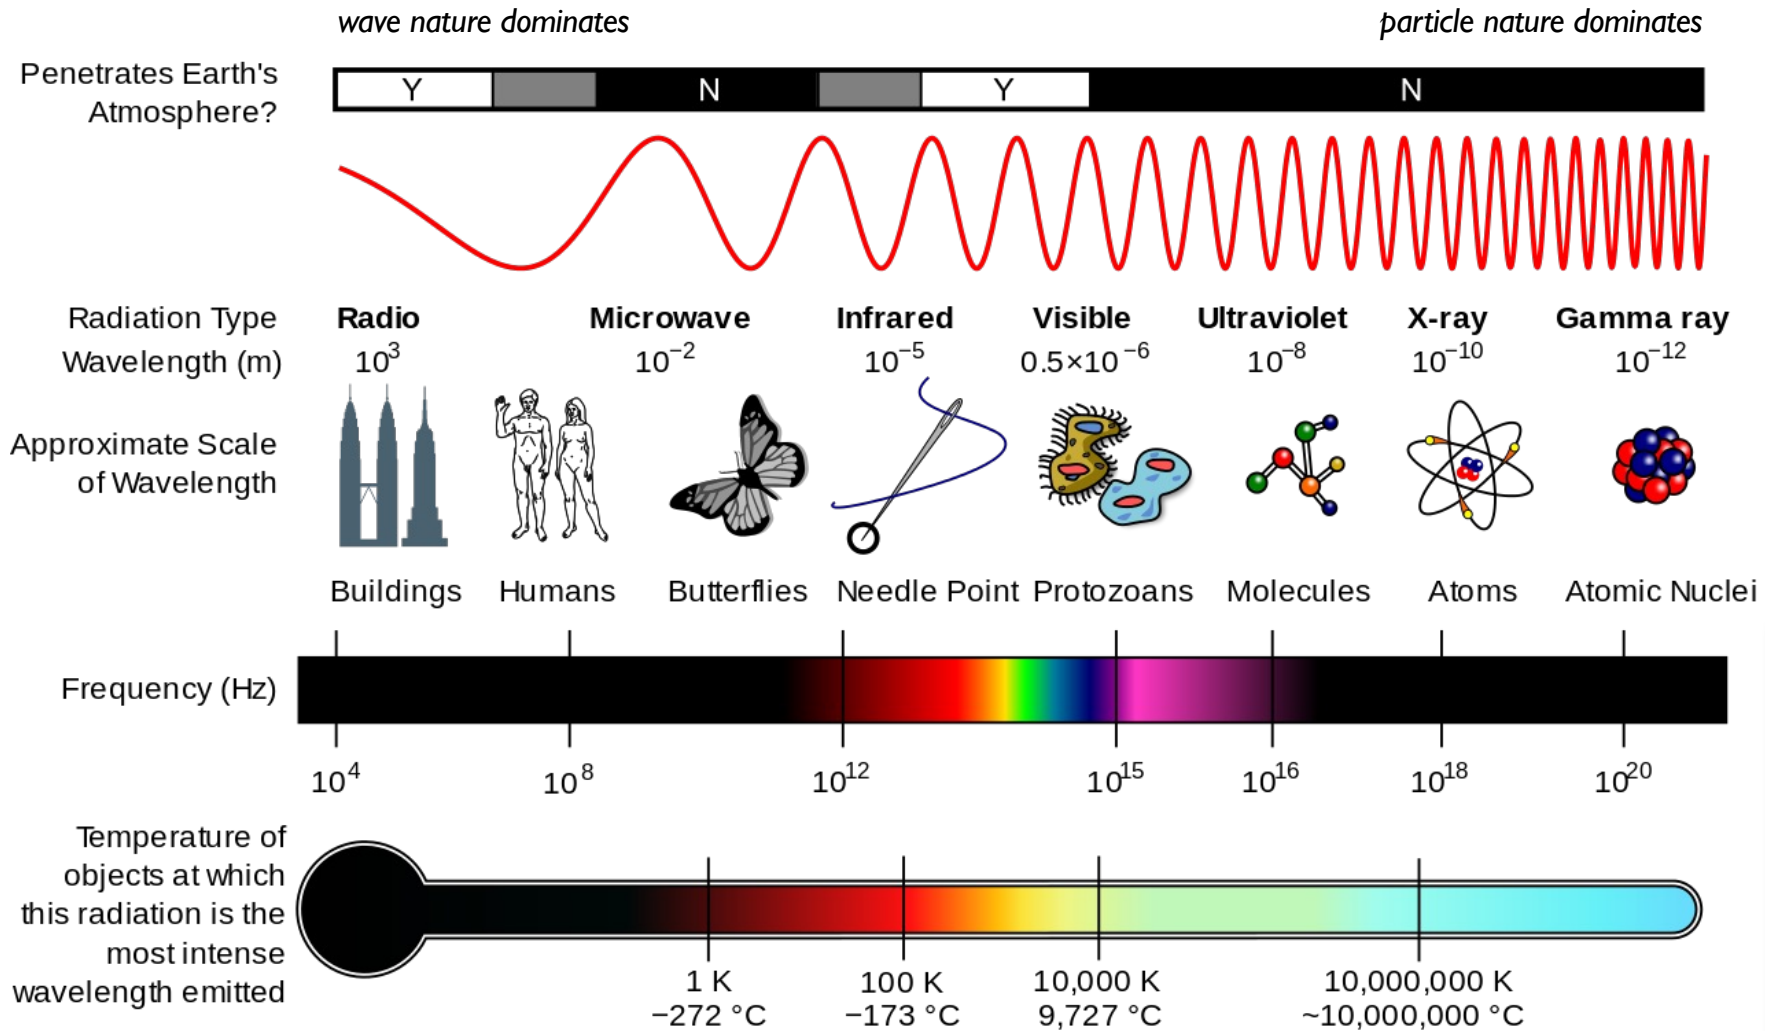 wave nature dominates
particle nature dominates
Penetrates Earth's
Atmosphere?
Y N Y N
Radiation Type
Radio Microwave Infrared Visible Ultraviolet X-ray Gamma ray
Wavelength (m)
10³ 10⁻² 10⁻⁵ 0.5×10⁻⁶ 10⁻⁸ 10⁻¹⁰ 10⁻¹²
Approximate Scale
of Wavelength
Buildings Humans Butterflies Needle Point Protozoans Molecules Atoms Atomic Nuclei
Frequency (Hz)
10⁴ 10⁸ 10¹² 10¹⁵ 10¹⁶ 10¹⁸ 10²⁰
Temperature of
objects at which
this radiation is the
most intense
wavelength emitted
1 K 100 K 10,000 K 10,000,000 K
−272 °C −173 °C 9,727 °C ~10,000,000 °C